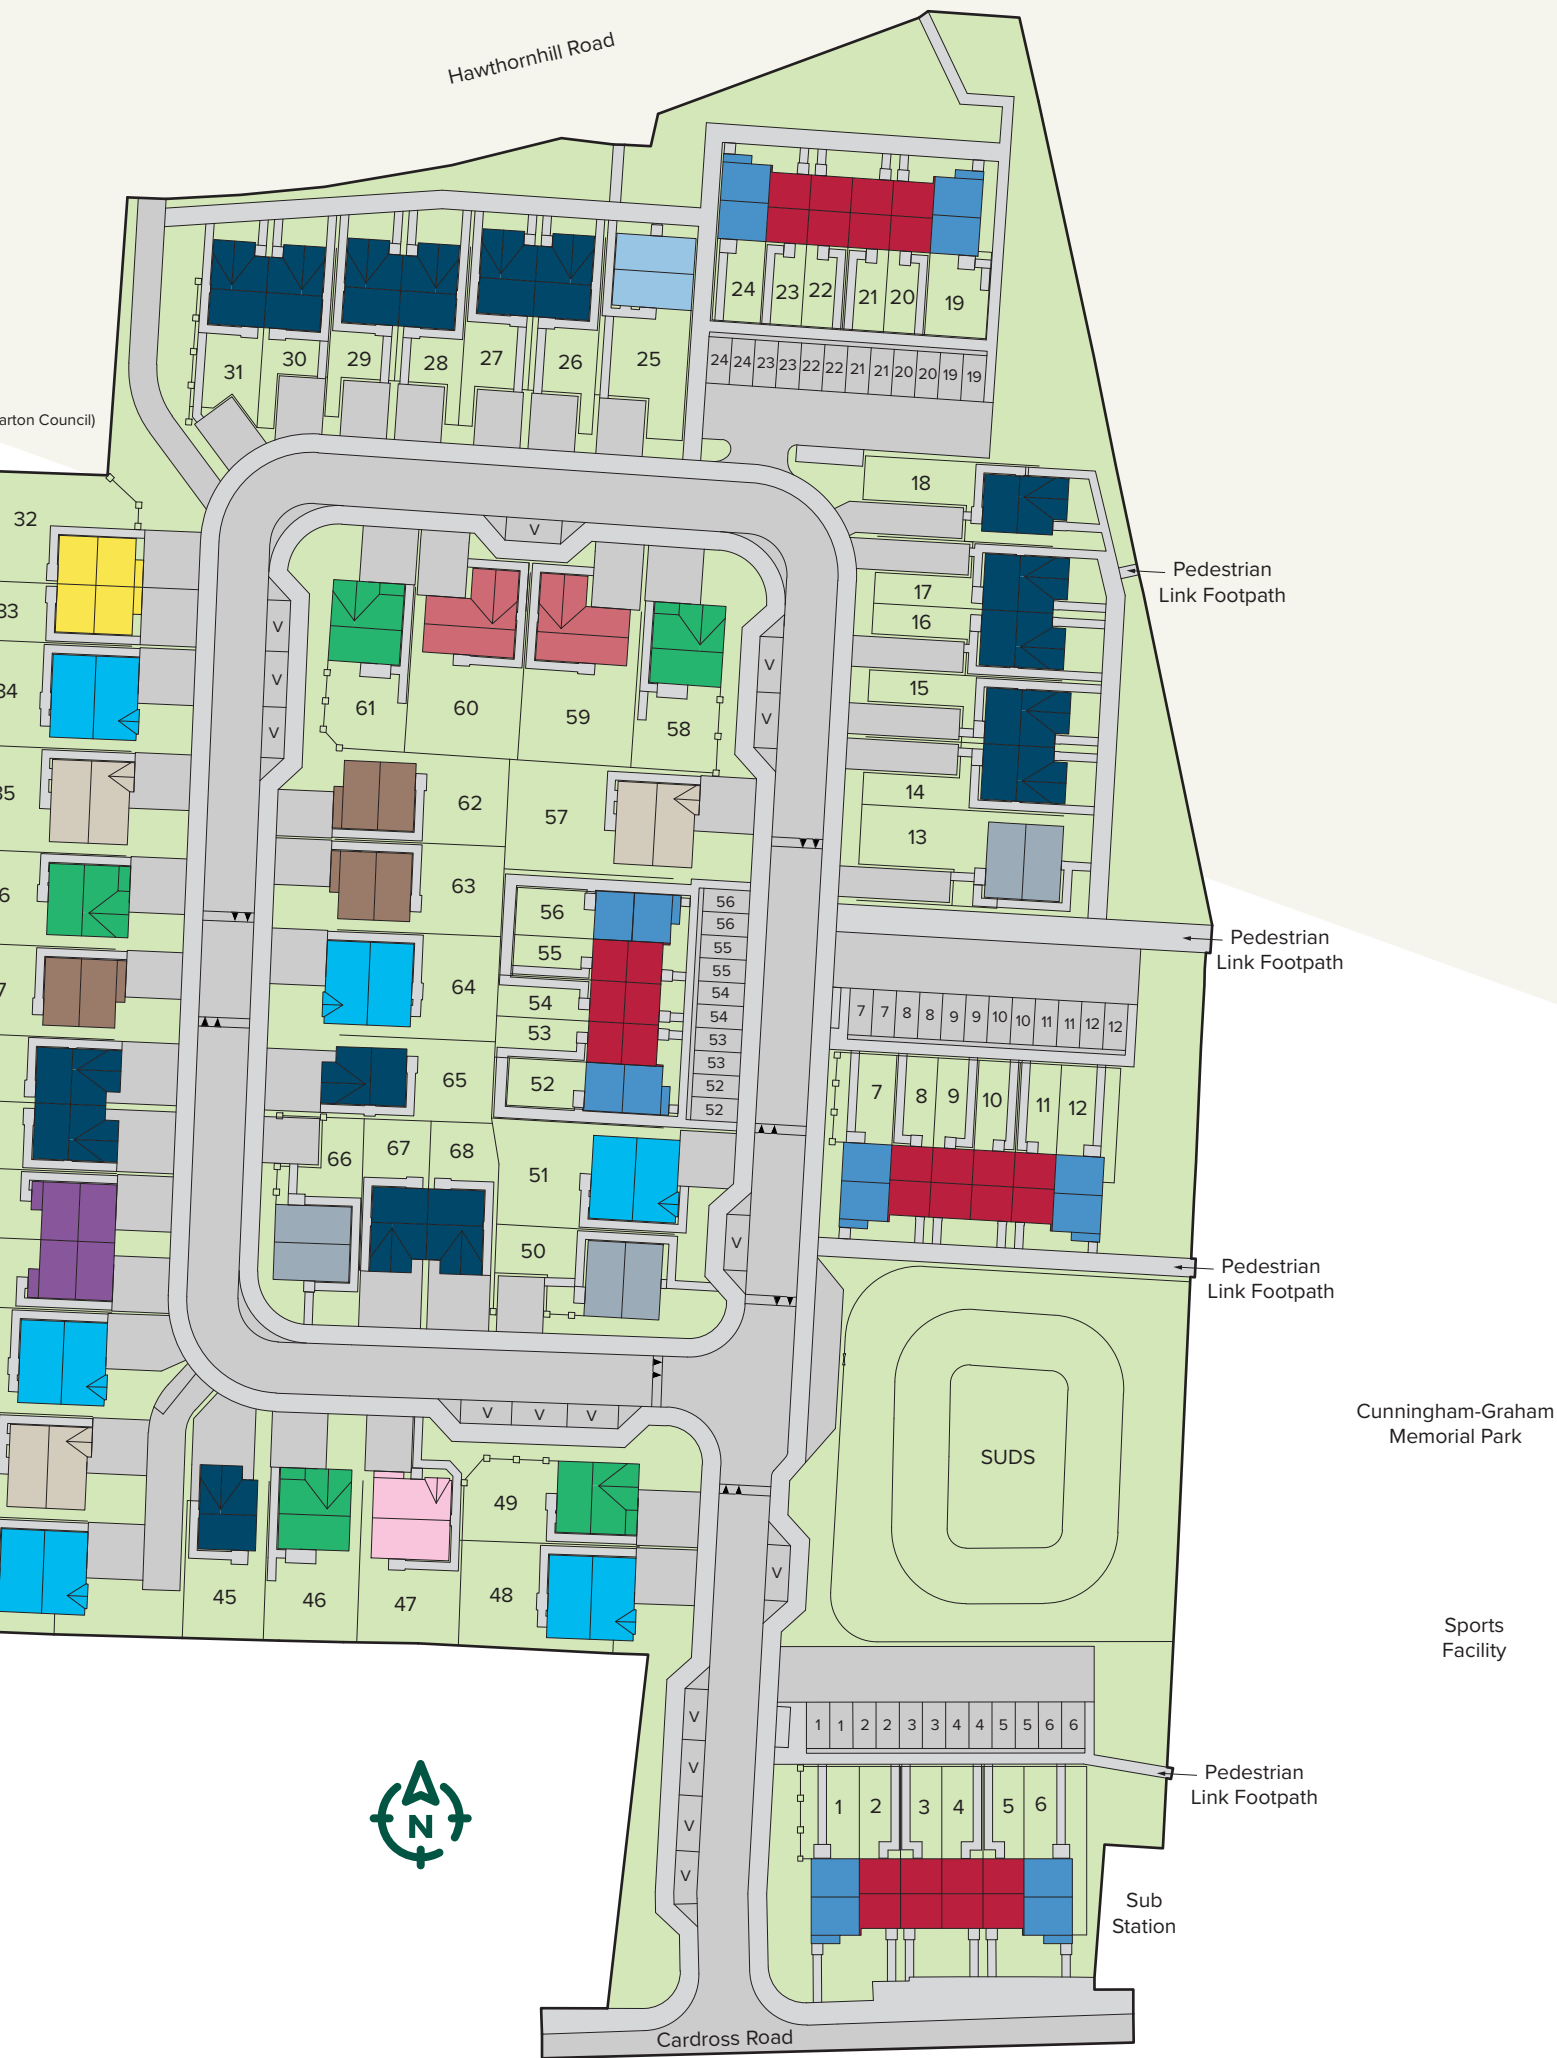 Hawthornhill Road
24 23 22 21 20 19
31 30 29 28 27 26 25
24 24 23 23 22 22 21 21 20 20 19 19
arton Council)
18
32
V
Pedestrian
Link Footpath
17
16
33
V
V
15
34
V
61 60 59 58
V
V
14
35
62
57
13
63
36
56
55
54
53
52
56
56
55
55
54
54
53
53
52
52
Pedestrian
Link Footpath
64
7
7 7 8 8 9 9 10 10 11 11 12 12
65
7 8 9 10 11 12
66 67 68
51
50
V
Pedestrian
Link Footpath
V V V
Cunningham-Graham
Memorial Park
SUDS
49
V
45 46 47 48
Sports
Facility
V
V
V
V
1 1 2 2 3 3 4 4 5 5 6 6
Pedestrian
Link Footpath
1 2 3 4 5 6
N
Sub
Station
Cardross Road